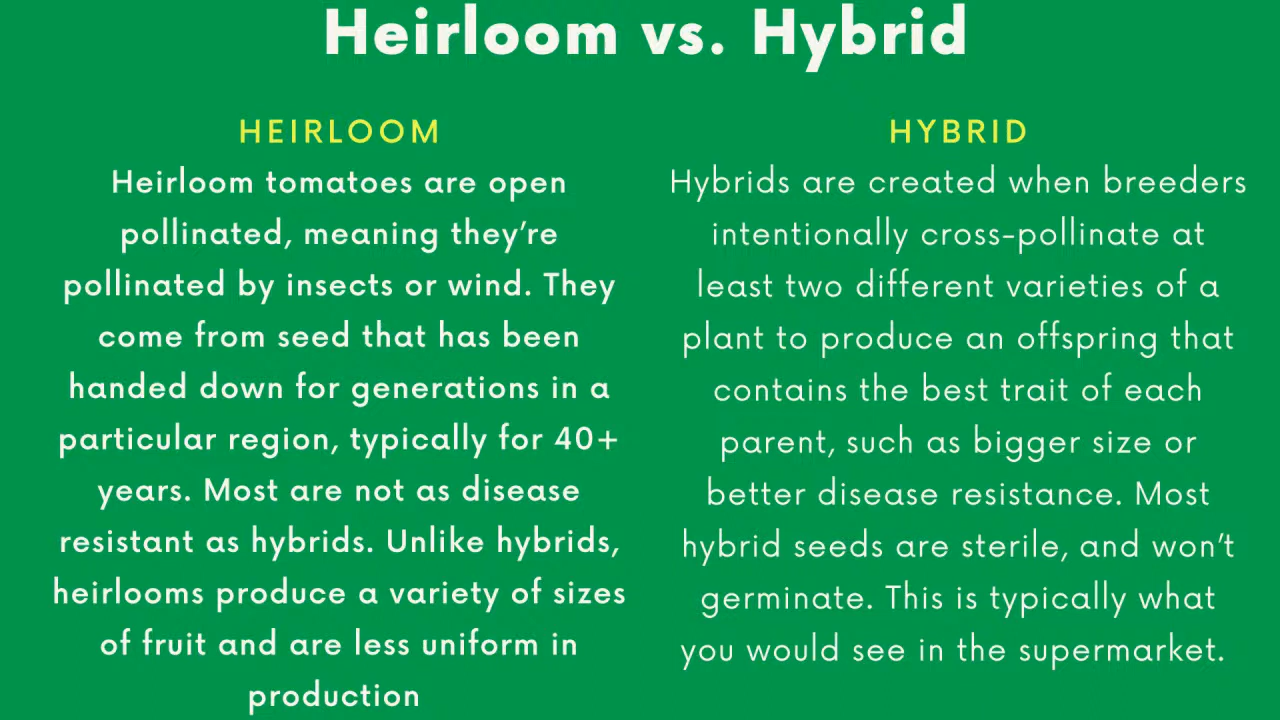 Heirloom vs. Hybrid
HEIRLOOM
Heirloom tomatoes are open
pollinated, meaning they’re
pollinated by insects or wind. They
come from seed that has been
handed down for generations in a
particular region, typically for 40+
years. Most are not as disease
resistant as hybrids. Unlike hybrids,
heirlooms produce a variety of sizes
of fruit and are less uniform in
production
HYBRID
Hybrids are created when breeders
intentionally cross-pollinate at
least two different varieties of a
plant to produce an offspring that
contains the best trait of each
parent, such as bigger size or
better disease resistance. Most
hybrid seeds are sterile, and won’t
germinate. This is typically what
you would see in the supermarket.